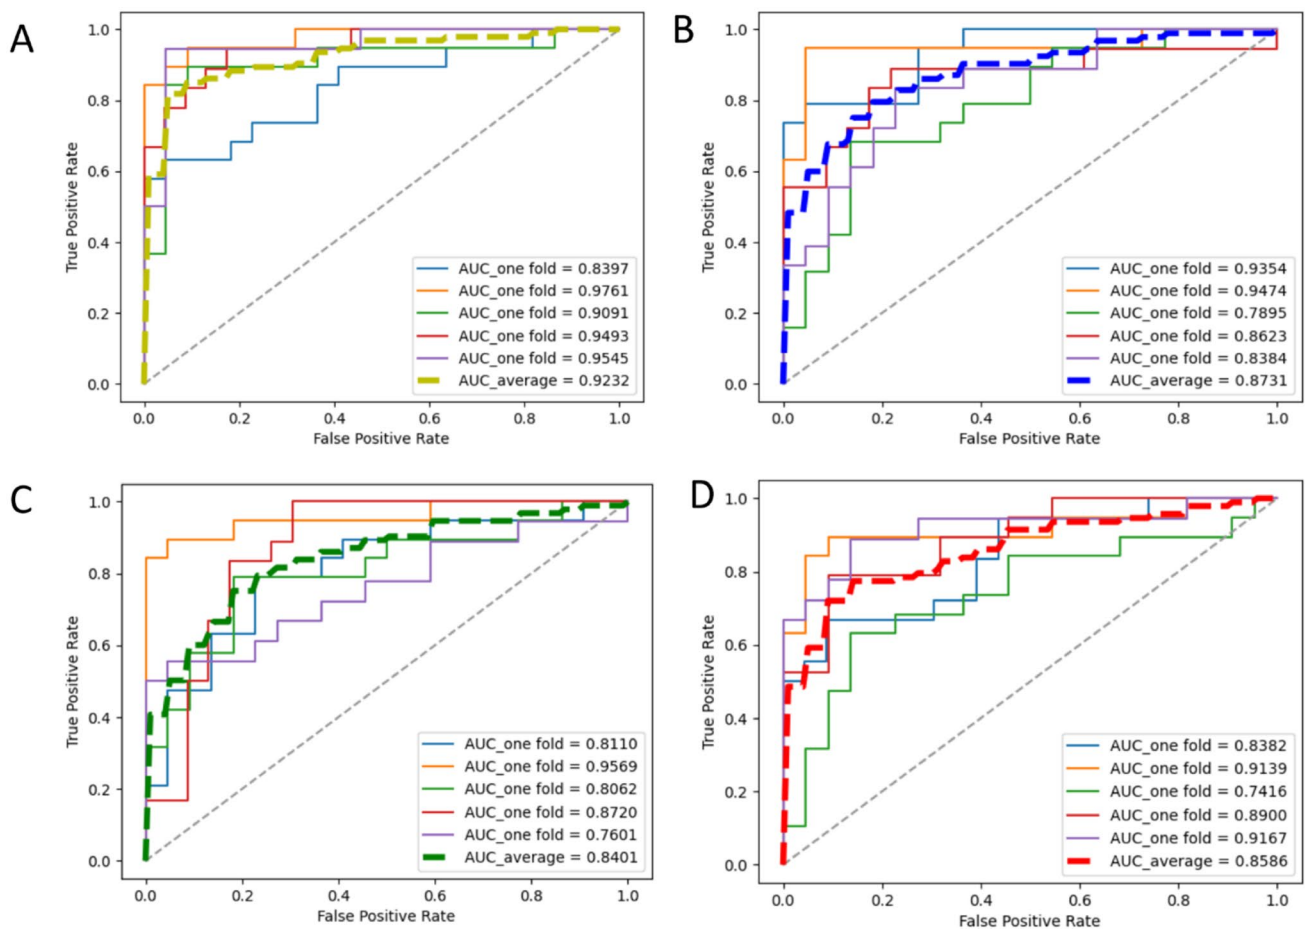 A
1.0
0.8
0.6
0.4
0.2
0.0
True Positive Rate
0.0 0.2 0.4 0.6 0.8 1.0
False Positive Rate
AUC_one fold = 0.8397
AUC_one fold = 0.9761
AUC_one fold = 0.9091
AUC_one fold = 0.9493
AUC_one fold = 0.9545
AUC_average = 0.9232
B
1.0
0.8
0.6
0.4
0.2
0.0
True Positive Rate
0.0 0.2 0.4 0.6 0.8 1.0
False Positive Rate
AUC_one fold = 0.9354
AUC_one fold = 0.9474
AUC_one fold = 0.7895
AUC_one fold = 0.8623
AUC_one fold = 0.8384
AUC_average = 0.8731
C
1.0
0.8
0.6
0.4
0.2
0.0
True Positive Rate
0.0 0.2 0.4 0.6 0.8 1.0
False Positive Rate
AUC_one fold = 0.8110
AUC_one fold = 0.9569
AUC_one fold = 0.8062
AUC_one fold = 0.8720
AUC_one fold = 0.7601
AUC_average = 0.8401
D
1.0
0.8
0.6
0.4
0.2
0.0
True Positive Rate
0.0 0.2 0.4 0.6 0.8 1.0
False Positive Rate
AUC_one fold = 0.8382
AUC_one fold = 0.9139
AUC_one fold = 0.7416
AUC_one fold = 0.8900
AUC_one fold = 0.9167
AUC_average = 0.8586